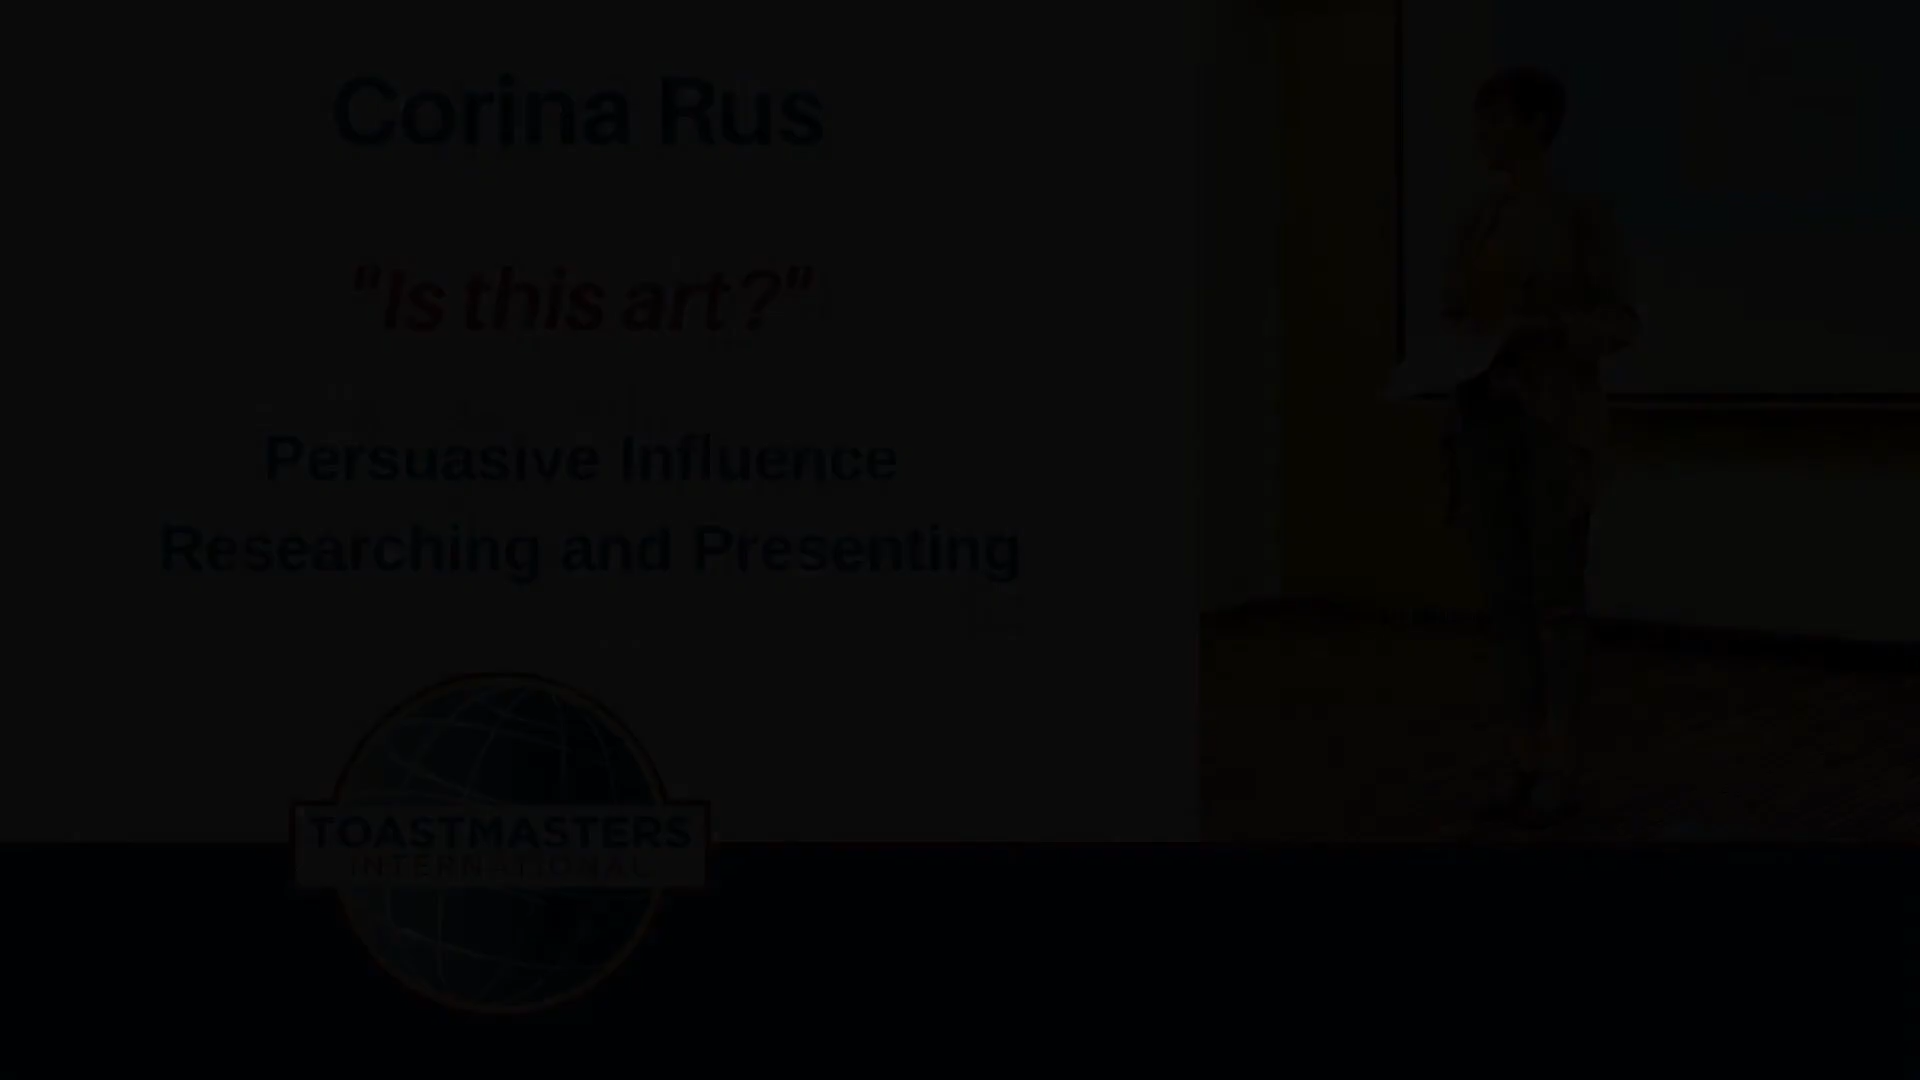 Corina Rus
"Is this art?"
Persuasive Influence
Researching and Presenting
TOASTMASTERS
INTERNATIONAL